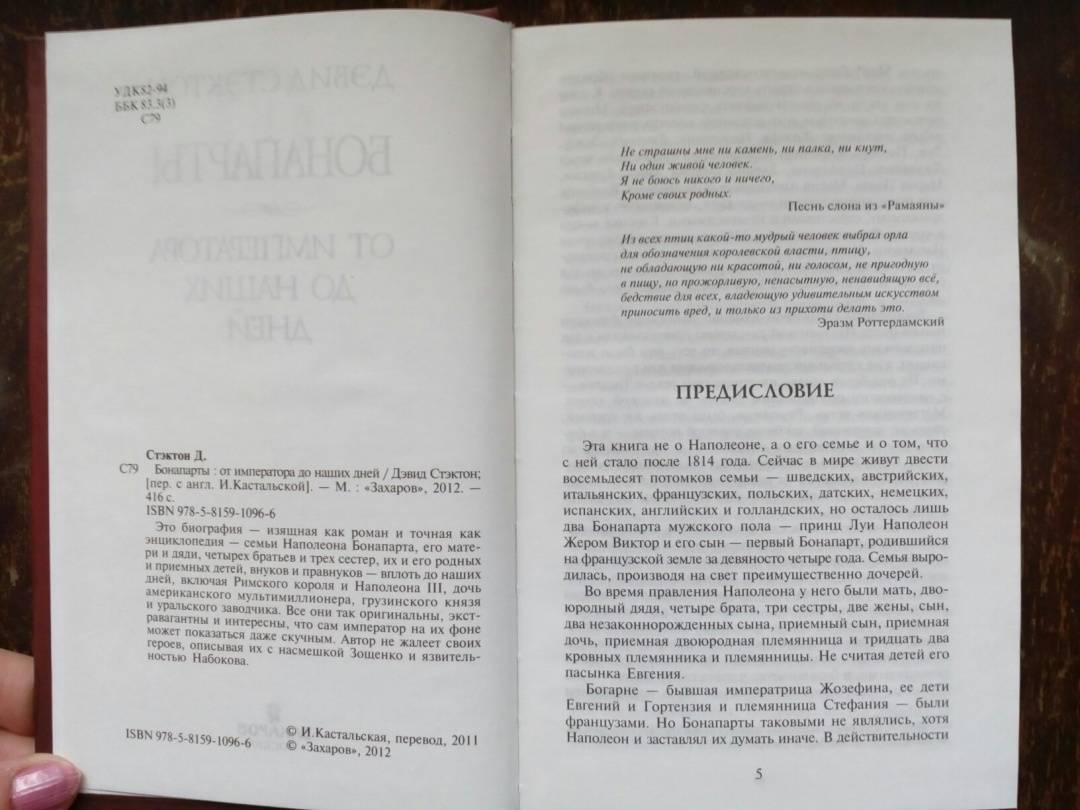 УДК 82-94
ББК 83.3(3)
С79
Стэктон Д.
С79 Бонапарты : от императора до наших дней / Дэвид Стэктон;
[пер. с англ. И.Кастальской]. — М. : «Захаров», 2012. —
416 с.
ISBN 978-5-8159-1096-6
Это биография — изящная как роман и точная как
энциклопедия — семьи Наполеона Бонапарта, его мате-
ри и дяди, четырех братьев и трех сестер, их и его родных
и приемных детей, внуков и правнуков — вплоть до наших
дней, включая Римского короля и Наполеона III, дочь
американского мультимиллионера, грузинского князя
и уральского заводчика. Все они так оригинальны, экст-
равагантны и интересны, что сам император на их фоне
может показаться даже скучным. Автор не жалеет своих
героев, описывая их с насмешкой Зощенко и язвитель-
ностью Набокова.
ISBN 978-5-8159-1096-6
© И.Кастальская, перевод, 2011
© «Захаров», 2012
Не страшны мне ни камень, ни палка, ни кнут,
Ни один живой человек.
Я не боюсь никого и ничего,
Кроме своих родных.
Песнь слона из «Рамаяны»
Из всех птиц какой-то мудрый человек выбрал орла
для обозначения королевской власти, птицу,
не обладающую ни красотой, ни голосом, не пригодную
в пищу, но прожорливую, ненасытную, ненавидящую всё,
бедствие для всех, владеющую удивительным искусством
приносить вред, и только из прихоти делать это.
Эразм Роттердамский
ПРЕДИСЛОВИЕ
Эта книга не о Наполеоне, а о его семье и о том, что
с ней стало после 1814 года. Сейчас в мире живут двести
восемьдесят потомков семьи — шведских, австрийских,
итальянских, французских, польских, датских, немецких,
испанских, английских и голландских, но осталось лишь
два Бонапарта мужского пола — принц Луи Наполеон
Жером Виктор и его сын — первый Бонапарт, родившийся
на французской земле за девяносто четыре года. Семья выро-
дилась, производя на свет преимущественно дочерей.
Во время правления Наполеона у него были мать, дво-
юродный дядя, четыре брата, три сестры, две жены, сын,
два незаконнорожденных сына, приемный сын, приемная
дочь, приемная двоюродная племянница и тридцать два
кровных племянника и племянницы. Не считая детей его
пасынка Евгения.
Богарне — бывшая императрица Жозефина, ее дети
Евгений и Гортензия и племянница Стефания — были
французами. Но Бонапарты таковыми не являлись, хотя
Наполеон и заставлял их думать иначе. В действительности
5